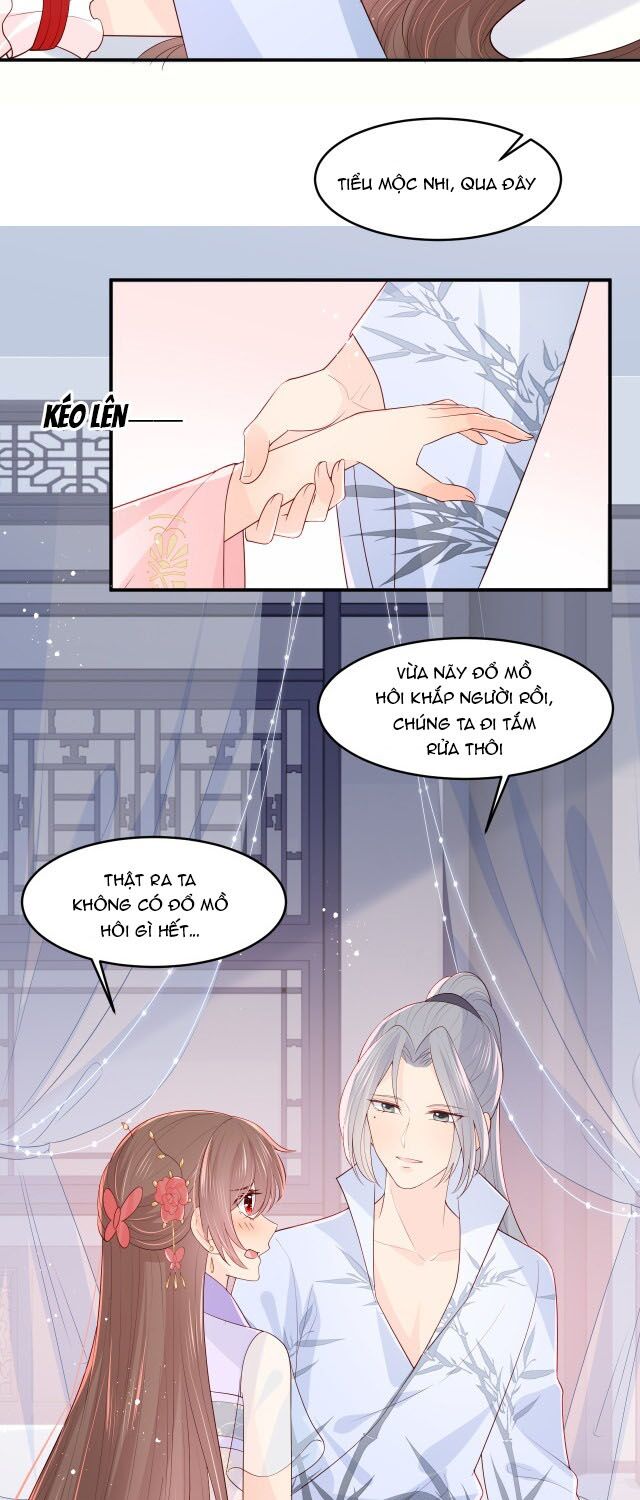 TIỂU MỘC NHI, QUA ĐÂY
KÉO LÊN——
VỪA NÃY ĐỔ MỒ
HÔI KHẮP NGƯỜI RỒI,
CHÚNG TA ĐI TẮM
RỬA THÔI
THẬT RA TA
KHÔNG CÓ ĐỔ MỒ
HÔI GÌ HẾT...